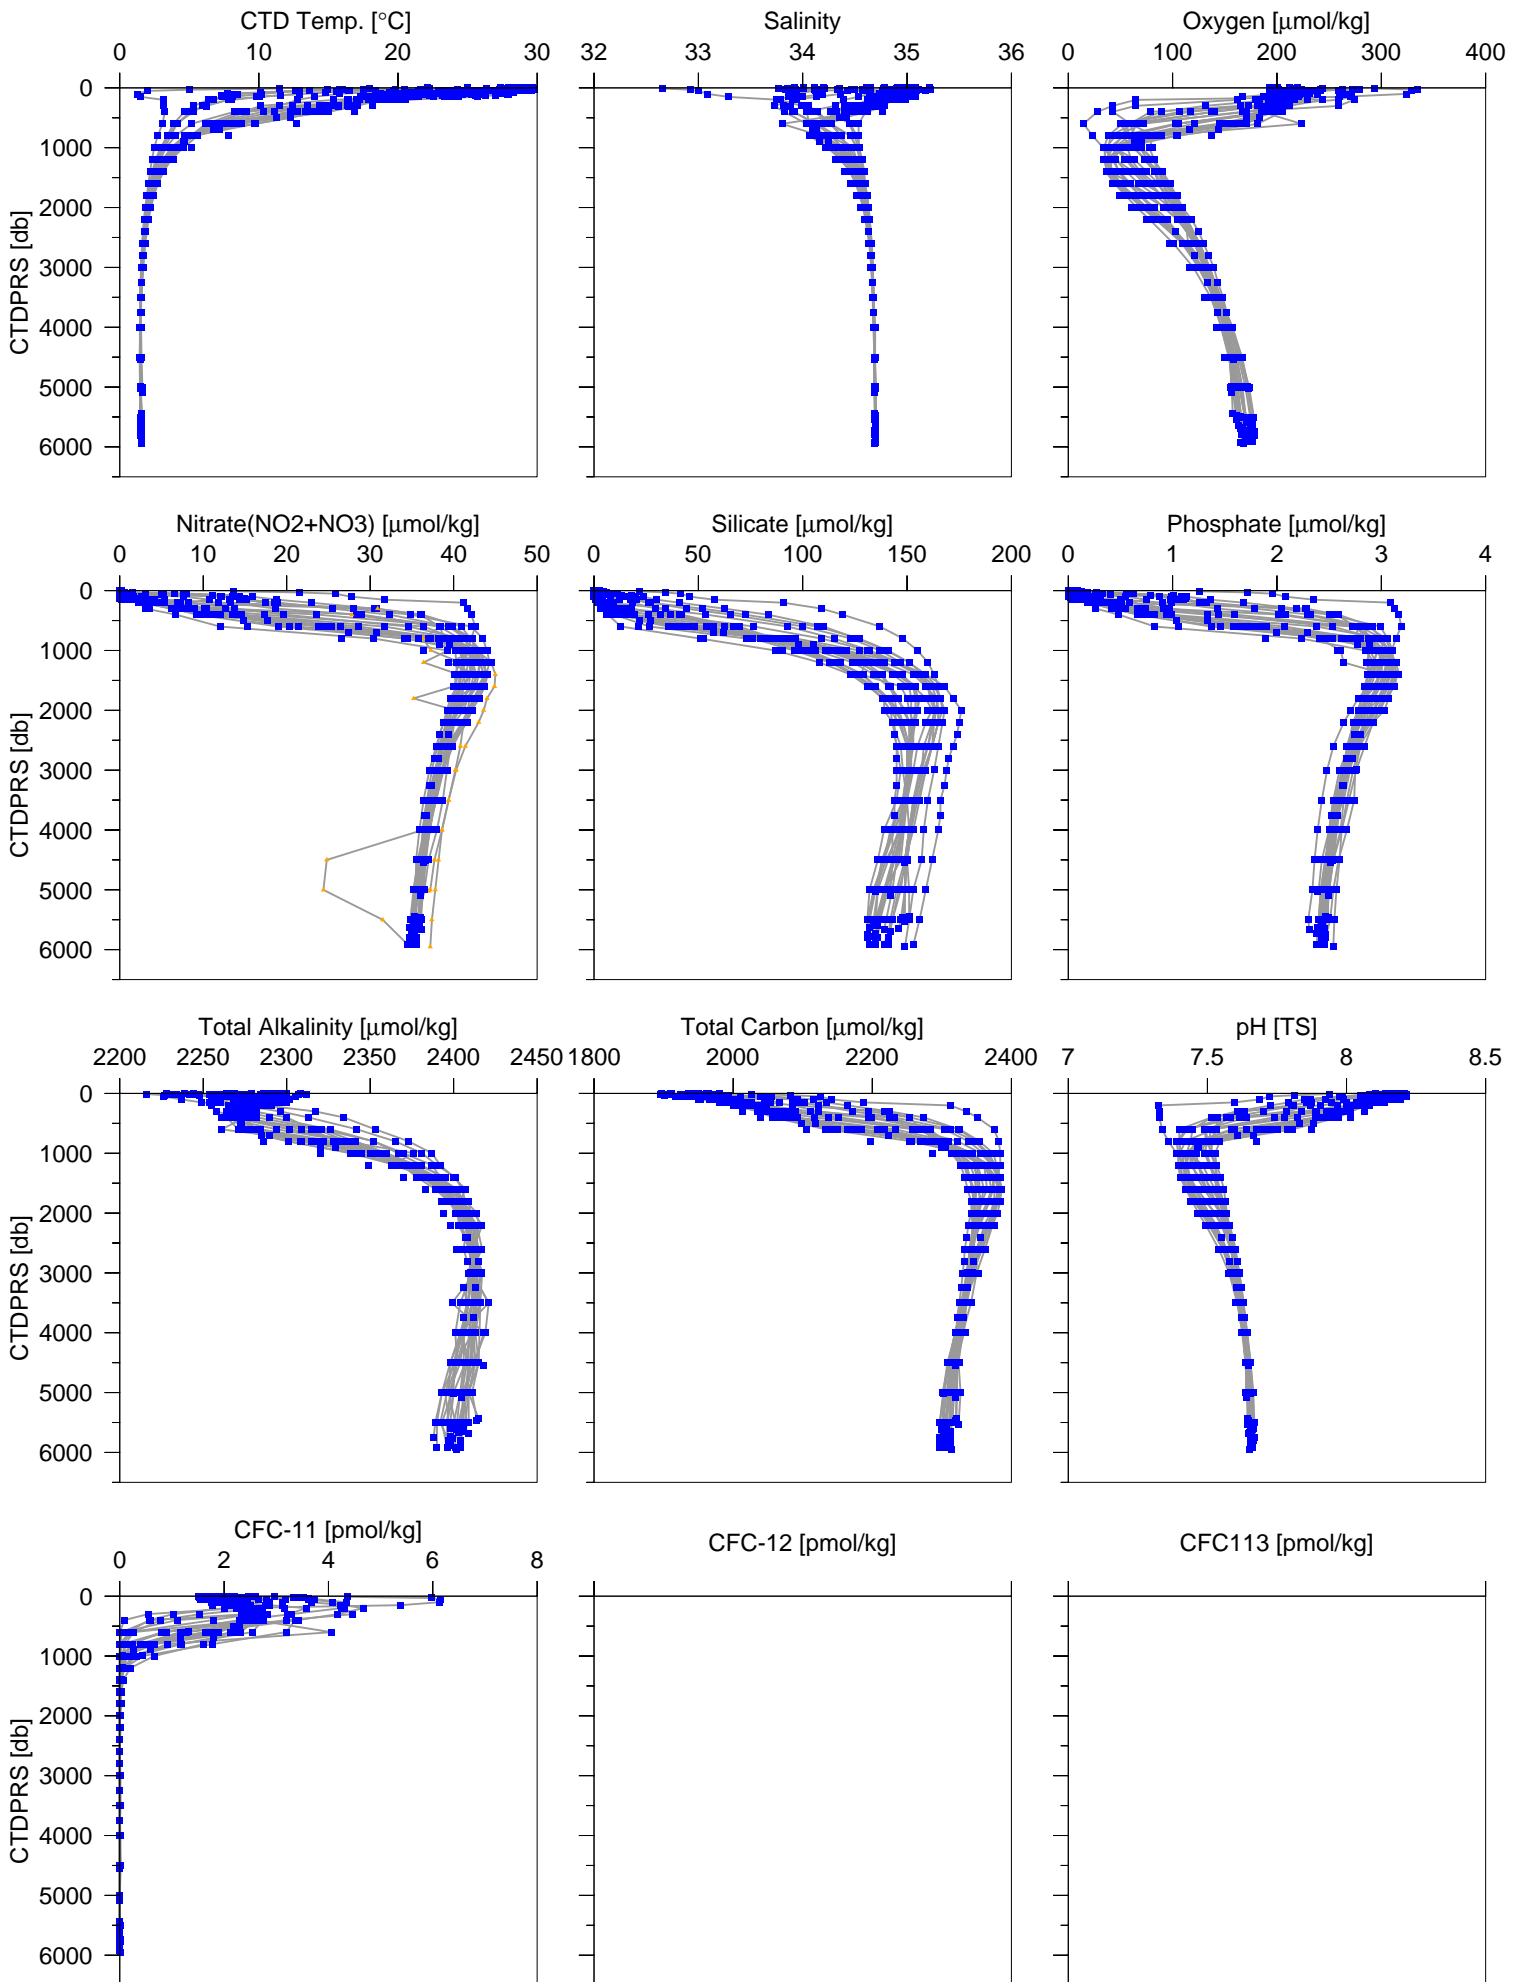 CTD Temp. [°C] Salinity Oxygen [μmol/kg]
0 10 20 30 32 33 34 35 36 0 100 200 300 400
0
1000
2000
3000
4000
5000
6000
CTDPRS [db]
Nitrate(NO2+NO3) [μmol/kg] Silicate [μmol/kg] Phosphate [μmol/kg]
0 10 20 30 40 50 0 50 100 150 200 0 1 2 3 4
0
1000
2000
3000
4000
5000
6000
CTDPRS [db]
Total Alkalinity [μmol/kg] Total Carbon [μmol/kg] pH [TS]
2200 2250 2300 2350 2400 2450 1800 2000 2200 2400 7 7.5 8 8.5
0
1000
2000
3000
4000
5000
6000
CTDPRS [db]
CFC-11 [pmol/kg] CFC-12 [pmol/kg] CFC113 [pmol/kg]
0 2 4 6 8
0
1000
2000
3000
4000
5000
6000
CTDPRS [db]